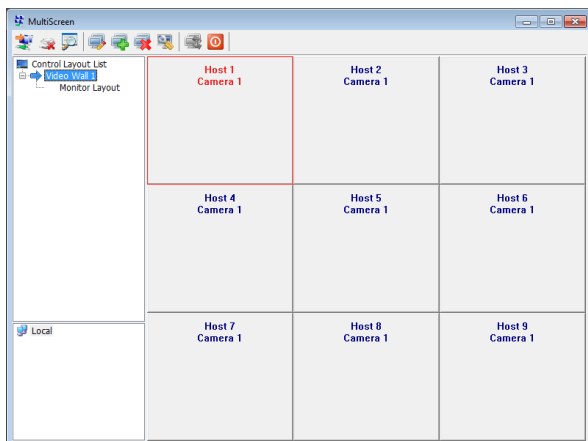 MultiScreen
Control Layout List
Video Wall 1
Monitor Layout
Local
Host 1
Camera 1
Host 2
Camera 1
Host 3
Camera 1
Host 4
Camera 1
Host 5
Camera 1
Host 6
Camera 1
Host 7
Camera 1
Host 8
Camera 1
Host 9
Camera 1